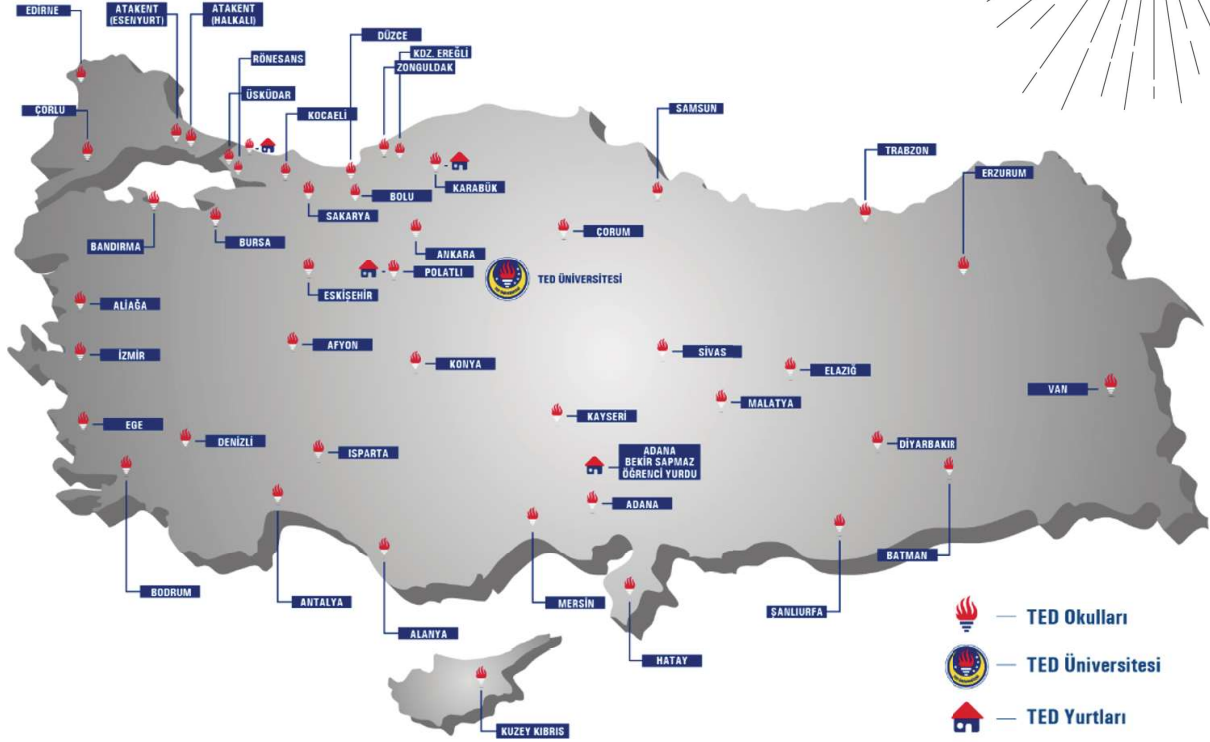 EDİRNE
ATAKENT
(ESENYURT)
ATAKENT
(HALKALI)
DÜZCE
KDZ. EREĞLİ
ZONGULDAK
RÖNESANS
ÜSKÜDAR
KOCAELİ
ÇORLU
SAMSUN
TRABZON
ERZURUM
KARABÜK
BOLU
SAKARYA
BANDIRMA
BURSA
ÇORUM
ANKARA
POLATLI
TED ÜNİVERSİTESİ
ESKİŞEHİR
ALİAĞA
İZMİR
AFYON
KONYA
SİVAS
ELAZIĞ
VAN
MALATYA
KAYSERİ
EGE
DENİZLİ
ISPARTA
DİYARBAKIR
ADANA
BEKİR SAPMAZ
ÖĞRENCİ YURDU
ADANA
BATMAN
BODRUM
ANTALYA
MERSİN
ŞANLIURFA
ALANYA
HATAY
KUZEY KIBRIS
TED Okulları
TED Üniversitesi
TED Yurtları